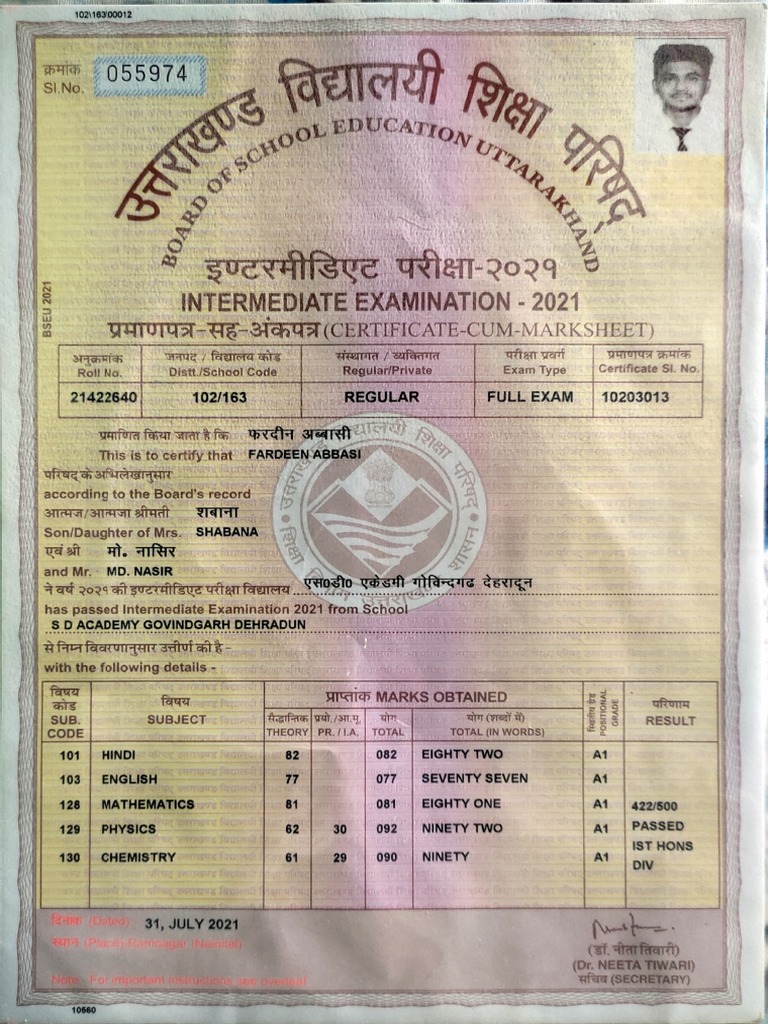 102\163\00012
क्रमांक
Sl.No. 055974
उत्तराखण्ड विद्यालयी शिक्षा परिषद्
BOARD OF SCHOOL EDUCATION UTTARAKHAND
BSEU 2021
इण्टरमीडिएट परीक्षा-२०२१
INTERMEDIATE EXAMINATION - 2021
प्रमाणपत्र-सह-अंकपत्र (CERTIFICATE-CUM-MARKSHEET)
अनुक्रमांक जनपद / विद्यालय कोड संस्थागत / व्यक्तिगत परीक्षा प्रवर्ग प्रमाणपत्र क्रमांक
Roll No. Distt./School Code Regular/Private Exam Type Certificate Sl. No.
21422640 102/163 REGULAR FULL EXAM 10203013
प्रमाणित किया जाता है कि फरदीन अब्बासी
This is to certify that FARDEEN ABBASI
परिषद् के अभिलेखानुसार
according to the Board's record
आत्मज/आत्मजा श्रीमती शबाना
Son/Daughter of Mrs. SHABANA
एवं श्री मो. नासिर
and Mr. MD. NASIR
ने वर्ष २०२१ की इण्टरमीडिएट परीक्षा विद्यालय एस0डी0 एकेडमी गोविन्दगढ देहरादून
has passed Intermediate Examination 2021 from School
S D ACADEMY GOVINDGARH DEHRADUN
से निम्न विवरणानुसार उत्तीर्ण की है -
with the following details -
विषय कोड SUB. CODE विषय SUBJECT प्राप्तांक MARKS OBTAINED POSITIONAL GRADE परिणाम RESULT
सैद्धान्तिक THEORY प्रयो./आ.मू. PR. / I.A. योग TOTAL योग (शब्दों में) TOTAL (IN WORDS)
101 HINDI 82 082 EIGHTY TWO A1
103 ENGLISH 77 077 SEVENTY SEVEN A1
128 MATHEMATICS 81 081 EIGHTY ONE A1 422/500
129 PHYSICS 62 30 092 NINETY TWO A1 PASSED
IST HONS
130 CHEMISTRY 61 29 090 NINETY A1 DIV
दिनांक (Dated) 31, JULY 2021
स्थान (Place) Ramnagar (Nainital)
(डॉ. नीता तिवारी)
(Dr. NEETA TIWARI)
सचिव (SECRETARY)
Note - For important instructions see overleaf
10560